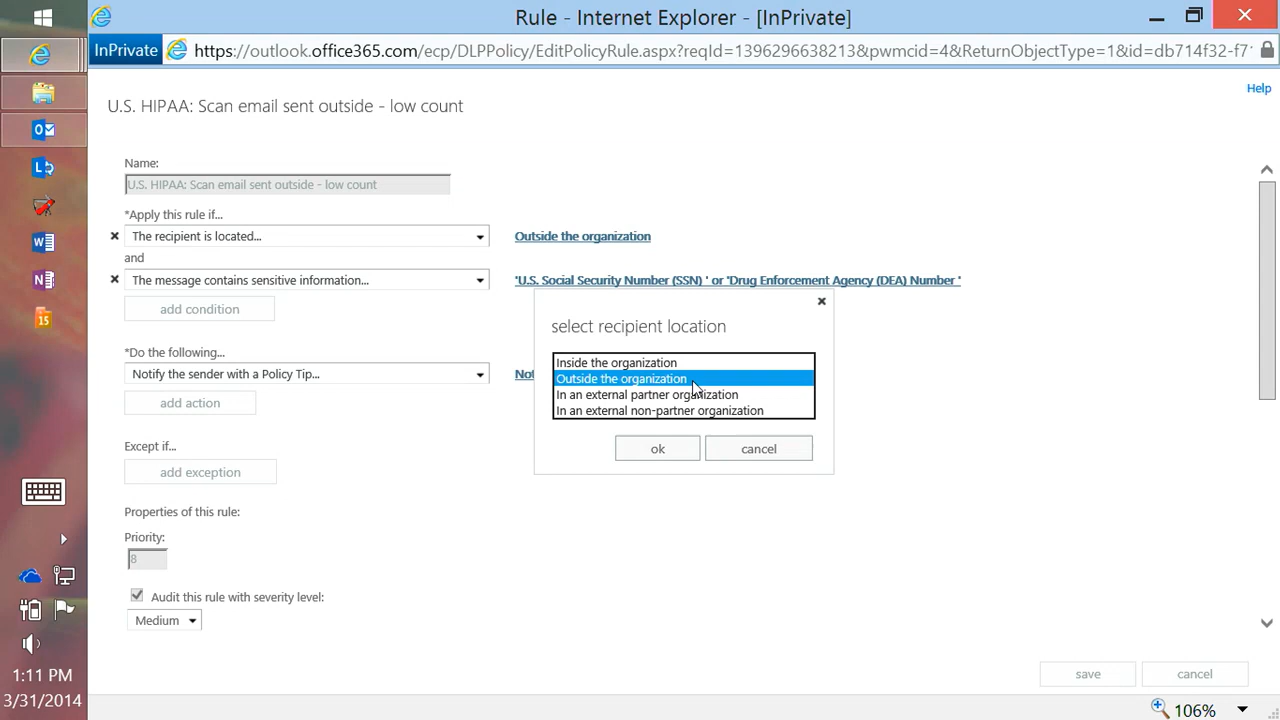 Rule - Internet Explorer - [InPrivate]
InPrivate
https://outlook.office365.com/ecp/DLPPolicy/EditPolicyRule.aspx?reqId=1396296638213&pwmcid=4&ReturnObjectType=1&id=db714f32-f7
Help
U.S. HIPAA: Scan email sent outside - low count
Name:
U.S. HIPAA: Scan email sent outside - low count
*Apply this rule if...
The recipient is located...
Outside the organization
and
The message contains sensitive information...
'U.S. Social Security Number (SSN) ' or 'Drug Enforcement Agency (DEA) Number '
add condition
select recipient location
Inside the organization
Outside the organization
In an external partner organization
In an external non-partner organization
ok
cancel
*Do the following...
Notify the sender with a Policy Tip...
Not
add action
Except if...
add exception
Properties of this rule:
Priority:
8
Audit this rule with severity level:
Medium
save
cancel
15
1:11 PM
3/31/2014
106%